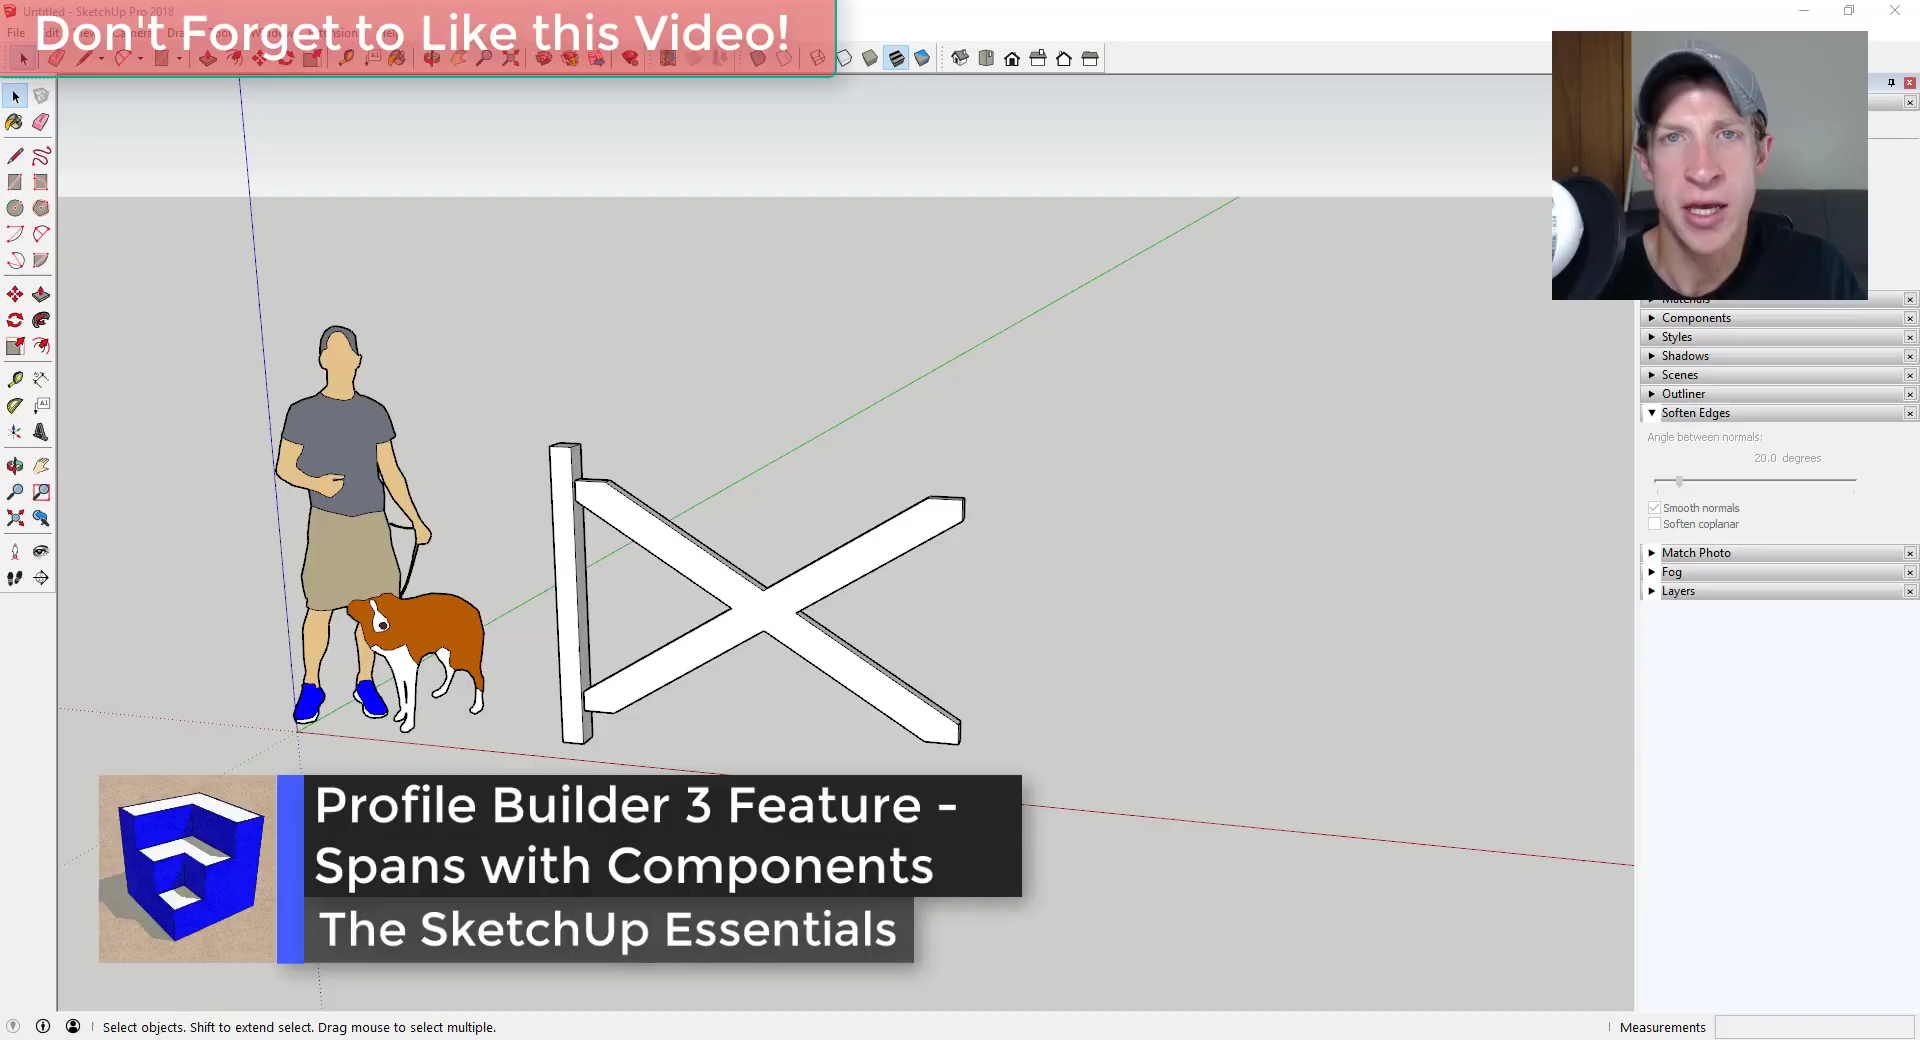 Untitled - SketchUp Pro 2018
Don't Forget to Like this Video!
File
Materials
Components
Styles
Shadows
Scenes
Outliner
Soften Edges
Angle between normals:
20.0 degrees
Smooth normals
Soften coplanar
Match Photo
Fog
Layers
Profile Builder 3 Feature -
Spans with Components
The SketchUp Essentials
Select objects. Shift to extend select. Drag mouse to select multiple.
Measurements